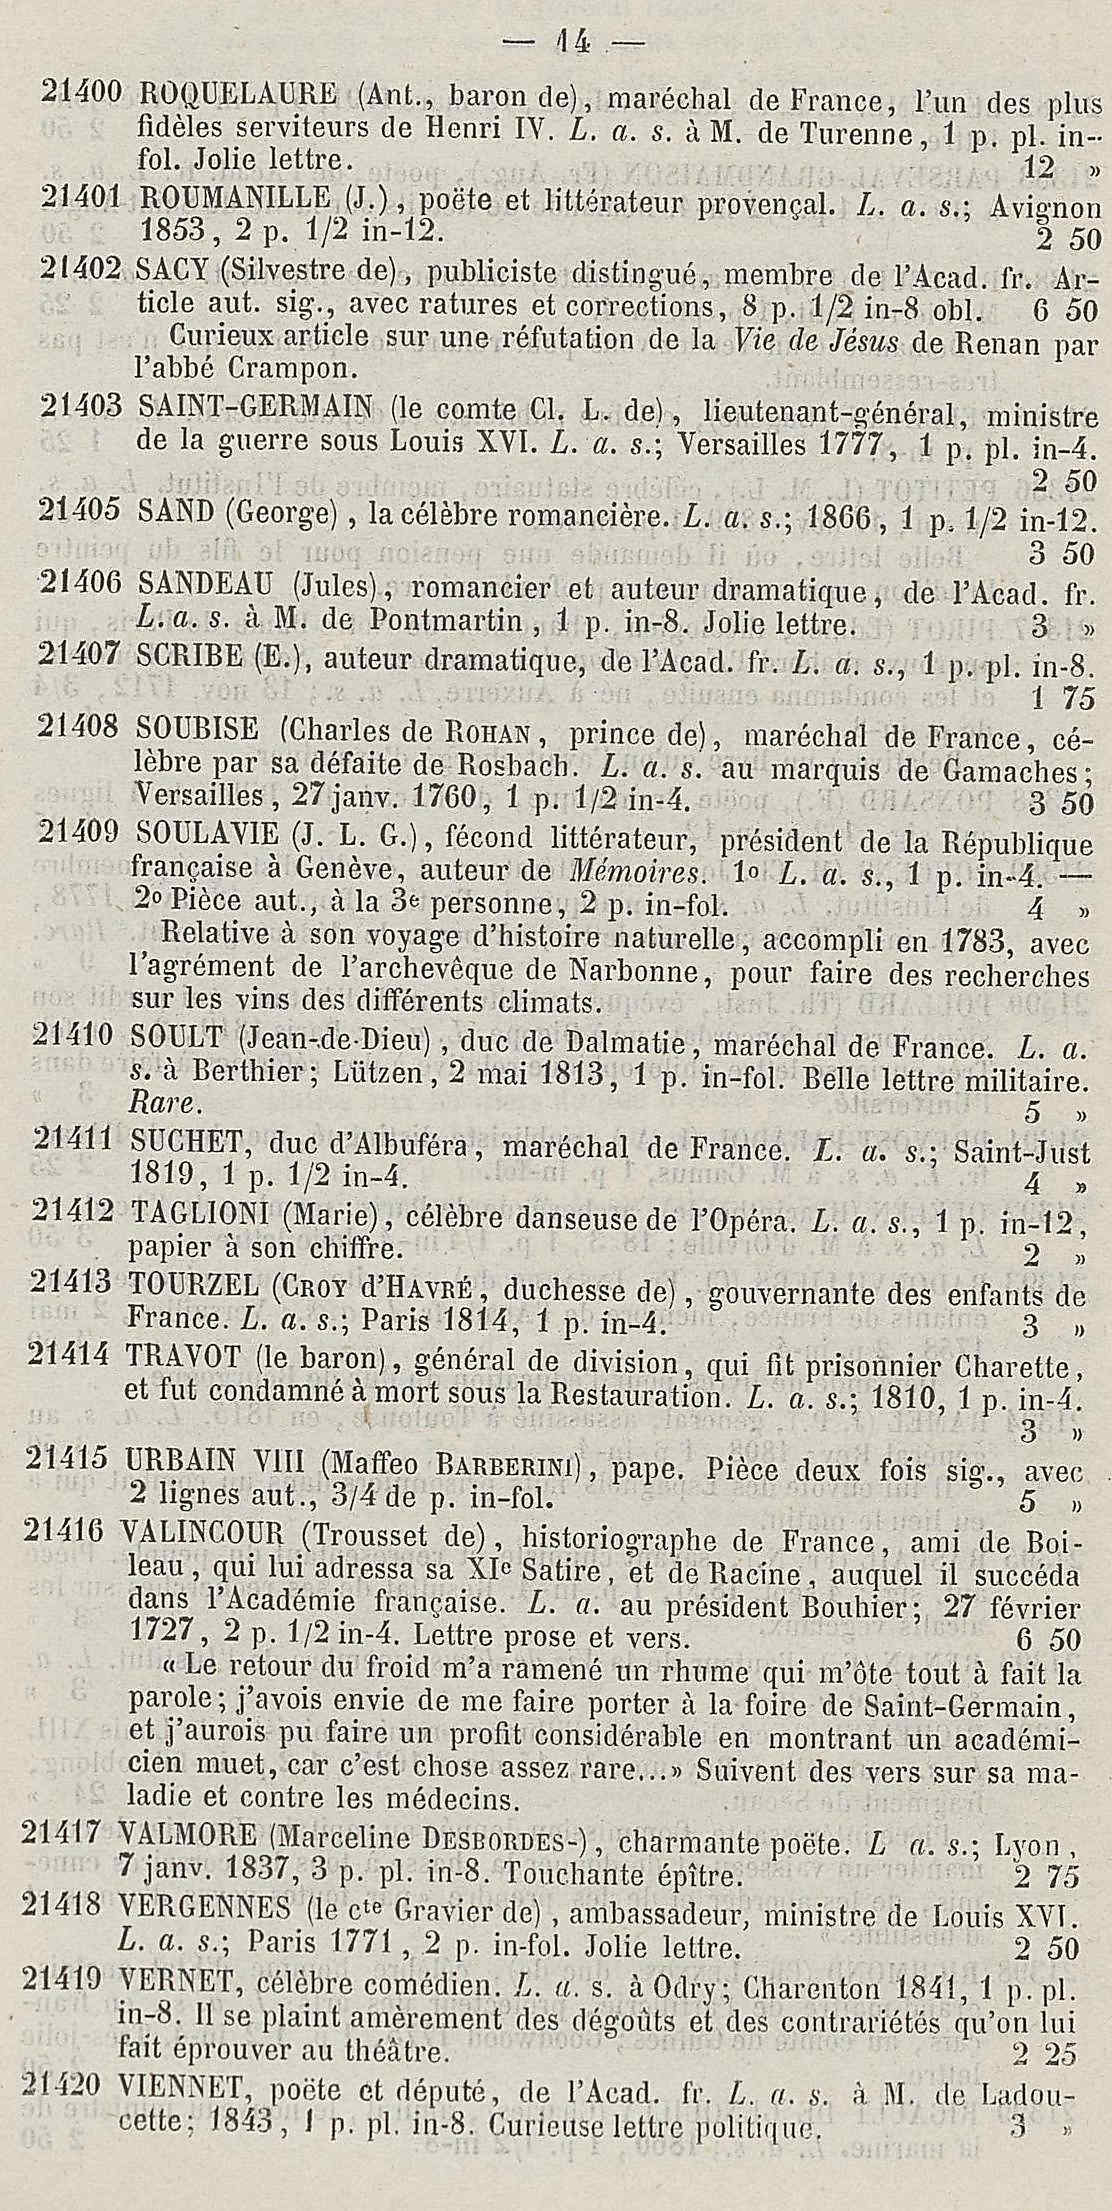 — 14 —
21400 ROQUELAURE (Ant., baron de), maréchal de France, l'un des plus
fidèles serviteurs de Henri IV. L. a. s. à M. de Turenne, 1 p. pl. in-
fol. Jolie lettre. 12 »
21401 ROUMANILLE (J.), poëte et littérateur provençal. L. a. s.; Avignon
1853, 2 p. 1/2 in-12. 2 50
21402 SACY (Silvestre de), publiciste distingué, membre de l'Acad. fr. Ar-
ticle aut. sig., avec ratures et corrections, 8 p. 1/2 in-8 obl. 6 50
Curieux article sur une réfutation de la Vie de Jésus de Renan par
l'abbé Crampon.
21403 SAINT-GERMAIN (le comte Cl. L. de), lieutenant-général, ministre
de la guerre sous Louis XVI. L. a. s.; Versailles 1777, 1 p. pl. in-4.
2 50
21405 SAND (George), la célèbre romancière. L. a. s.; 1866, 1 p. 1/2 in-12.
3 50
21406 SANDEAU (Jules), romancier et auteur dramatique, de l'Acad. fr.
L. a. s. à M. de Pontmartin, 1 p. in-8. Jolie lettre. 3 »
21407 SCRIBE (E.), auteur dramatique, de l'Acad. fr. L. a. s., 1 p. pl. in-8.
1 75
21408 SOUBISE (Charles de ROHAN, prince de), maréchal de France, cé-
lèbre par sa défaite de Rosbach. L. a. s. au marquis de Gamaches;
Versailles, 27 janv. 1760, 1 p. 1/2 in-4. 3 50
21409 SOULAVIE (J. L. G.), fécond littérateur, président de la République
française à Genève, auteur de Mémoires. 1o L. a. s., 1 p. in-4. —
2o Pièce aut., à la 3e personne, 2 p. in-fol. 4 »
Relative à son voyage d'histoire naturelle, accompli en 1783, avec
l'agrément de l'archevêque de Narbonne, pour faire des recherches
sur les vins des différents climats.
21410 SOULT (Jean-de-Dieu), duc de Dalmatie, maréchal de France. L. a.
s. à Berthier; Lützen, 2 mai 1813, 1 p. in-fol. Belle lettre militaire.
Rare. 5 »
21411 SUCHET, duc d'Albuféra, maréchal de France. L. a. s.; Saint-Just
1819, 1 p. 1/2 in-4. 4 »
21412 TAGLIONI (Marie), célèbre danseuse de l'Opéra. L. a. s., 1 p. in-12,
papier à son chiffre. 2 »
21413 TOURZEL (CROY d'HAVRÉ, duchesse de), gouvernante des enfants de
France. L. a. s.; Paris 1814, 1 p. in-4. 3 »
21414 TRAVOT (le baron), général de division, qui fit prisonnier Charette,
et fut condamné à mort sous la Restauration. L. a. s.; 1810, 1 p. in-4.
3 »
21415 URBAIN VIII (Maffeo BARBERINI), pape. Pièce deux fois sig., avec
2 lignes aut., 3/4 de p. in-fol. 5 »
21416 VALINCOUR (Trousset de), historiographe de France, ami de Boi-
leau, qui lui adressa sa XIe Satire, et de Racine, auquel il succéda
dans l'Académie française. L. a. au président Bouhier; 27 février
1727, 2 p. 1/2 in-4. Lettre prose et vers. 6 50
« Le retour du froid m'a ramené un rhume qui m'ôte tout à fait la
parole; j'avois envie de me faire porter à la foire de Saint-Germain,
et j'aurois pu faire un profit considérable en montrant un académi-
cien muet, car c'est chose assez rare...» Suivent des vers sur sa ma-
ladie et contre les médecins.
21417 VALMORE (Marceline DESBORDES-), charmante poëte. L a. s.; Lyon,
7 janv. 1837, 3 p. pl. in-8. Touchante épître. 2 75
21418 VERGENNES (le cte Gravier de), ambassadeur, ministre de Louis XVI.
L. a. s.; Paris 1771, 2 p. in-fol. Jolie lettre. 2 50
21419 VERNET, célèbre comédien. L. a. s. à Odry; Charenton 1841, 1 p. pl.
in-8. Il se plaint amèrement des dégoûts et des contrariétés qu'on lui
fait éprouver au théâtre. 2 25
21420 VIENNET, poëte et député, de l'Acad. fr. L. a. s. à M. de Ladou-
cette; 1843, 1 p. pl. in-8. Curieuse lettre politique. 3 »